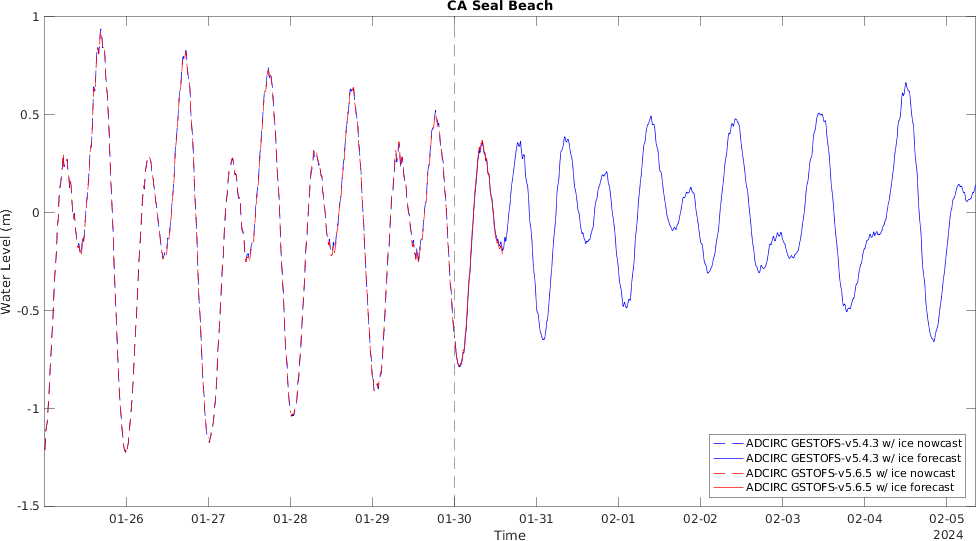 CA Seal Beach
1
0.5
0
-0.5
-1
-1.5
Water Level (m)
01-26
01-27
01-28
01-29
01-30
01-31
02-01
02-02
02-03
02-04
02-05
2024
Time
ADCIRC GESTOFS-v5.4.3 w/ ice nowcast
ADCIRC GESTOFS-v5.4.3 w/ ice forecast
ADCIRC GSTOFS-v5.6.5 w/ ice nowcast
ADCIRC GSTOFS-v5.6.5 w/ ice forecast